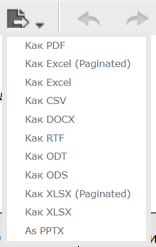 Как PDF
Как Excel (Paginated)
Как Excel
Как CSV
Как DOCX
Как RTF
Как ODT
Как ODS
Как XLSX (Paginated)
Как XLSX
As PPTX